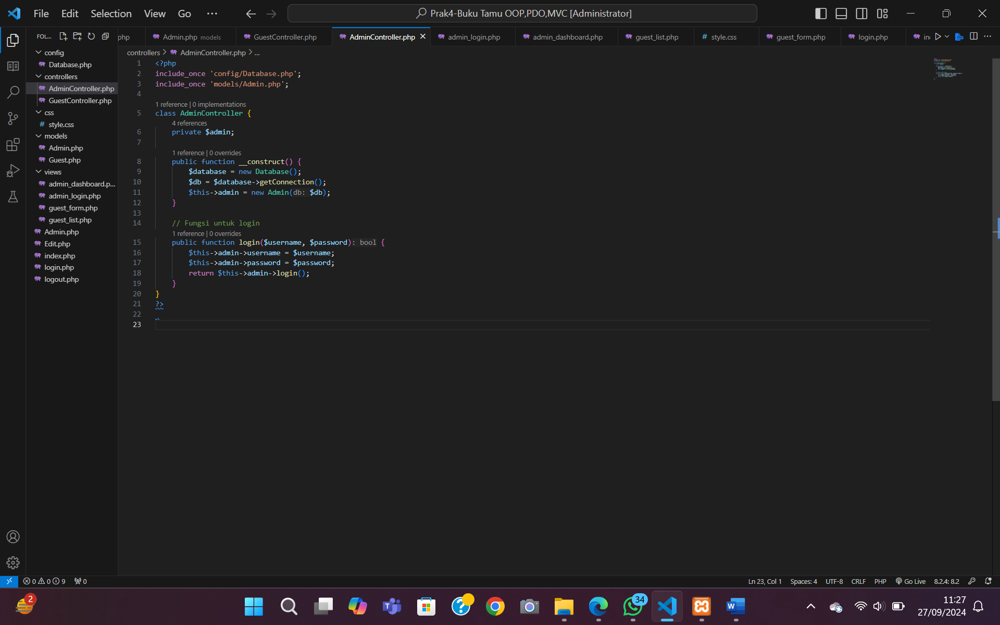 File Edit Selection View Go ··· Prak4-Buku Tamu OOP,PDO,MVC [Administrator]
FOL... php Admin.php models GuestController.php AdminController.php admin_login.php admin_dashboard.php guest_list.php # style.css guest_form.php login.php in ···
controllers > AdminController.php > ...
config
Database.php
controllers
AdminController.php
GuestController.php
css
# style.css
models
Admin.php
Guest.php
views
admin_dashboard.p...
admin_login.php
guest_form.php
guest_list.php
Admin.php
Edit.php
index.php
login.php
logout.php
1 <?php
2 include_once 'config/Database.php';
3 include_once 'models/Admin.php';
4
1 reference | 0 implementations
5 class AdminController {
4 references
6 private $admin;
7
1 reference | 0 overrides
8 public function __construct() {
9 $database = new Database();
10 $db = $database->getConnection();
11 $this->admin = new Admin(db: $db);
12 }
13
14 // Fungsi untuk login
1 reference | 0 overrides
15 public function login($username, $password): bool {
16 $this->admin->username = $username;
17 $this->admin->password = $password;
18 return $this->admin->login();
19 }
20 }
21 ?>
22
23
0 0 9 0 Ln 23, Col 1 Spaces: 4 UTF-8 CRLF PHP Go Live 8.2.4: 8.2
2 34 W 11:27
27/09/2024